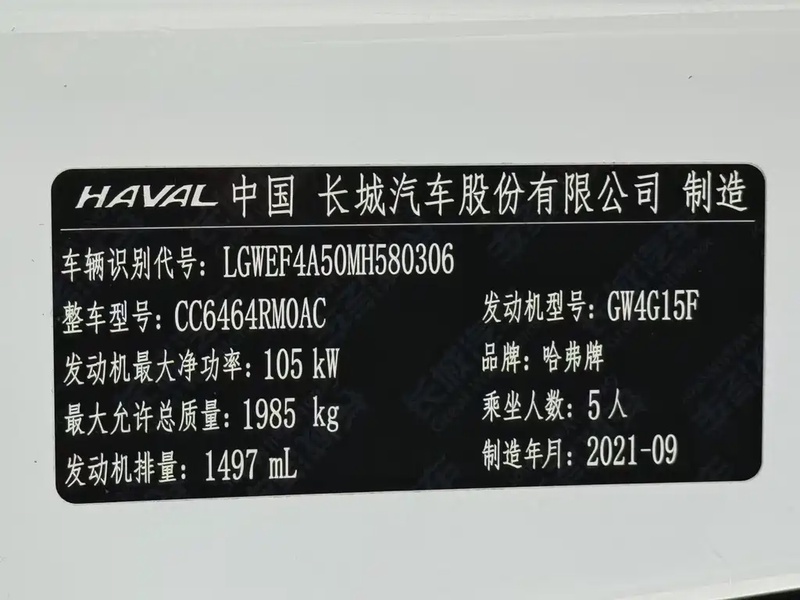 HAVAL 中国 长城汽车股份有限公司 制造
车辆识别代号：LGWEF4A50MH580306
整车型号：CC6464RM0AC
发动机型号：GW4G15F
发动机最大净功率：105 kW
品牌：哈弗牌
最大允许总质量：1985 kg
乘坐人数：5人
发动机排量：1497 mL
制造年月：2021-09